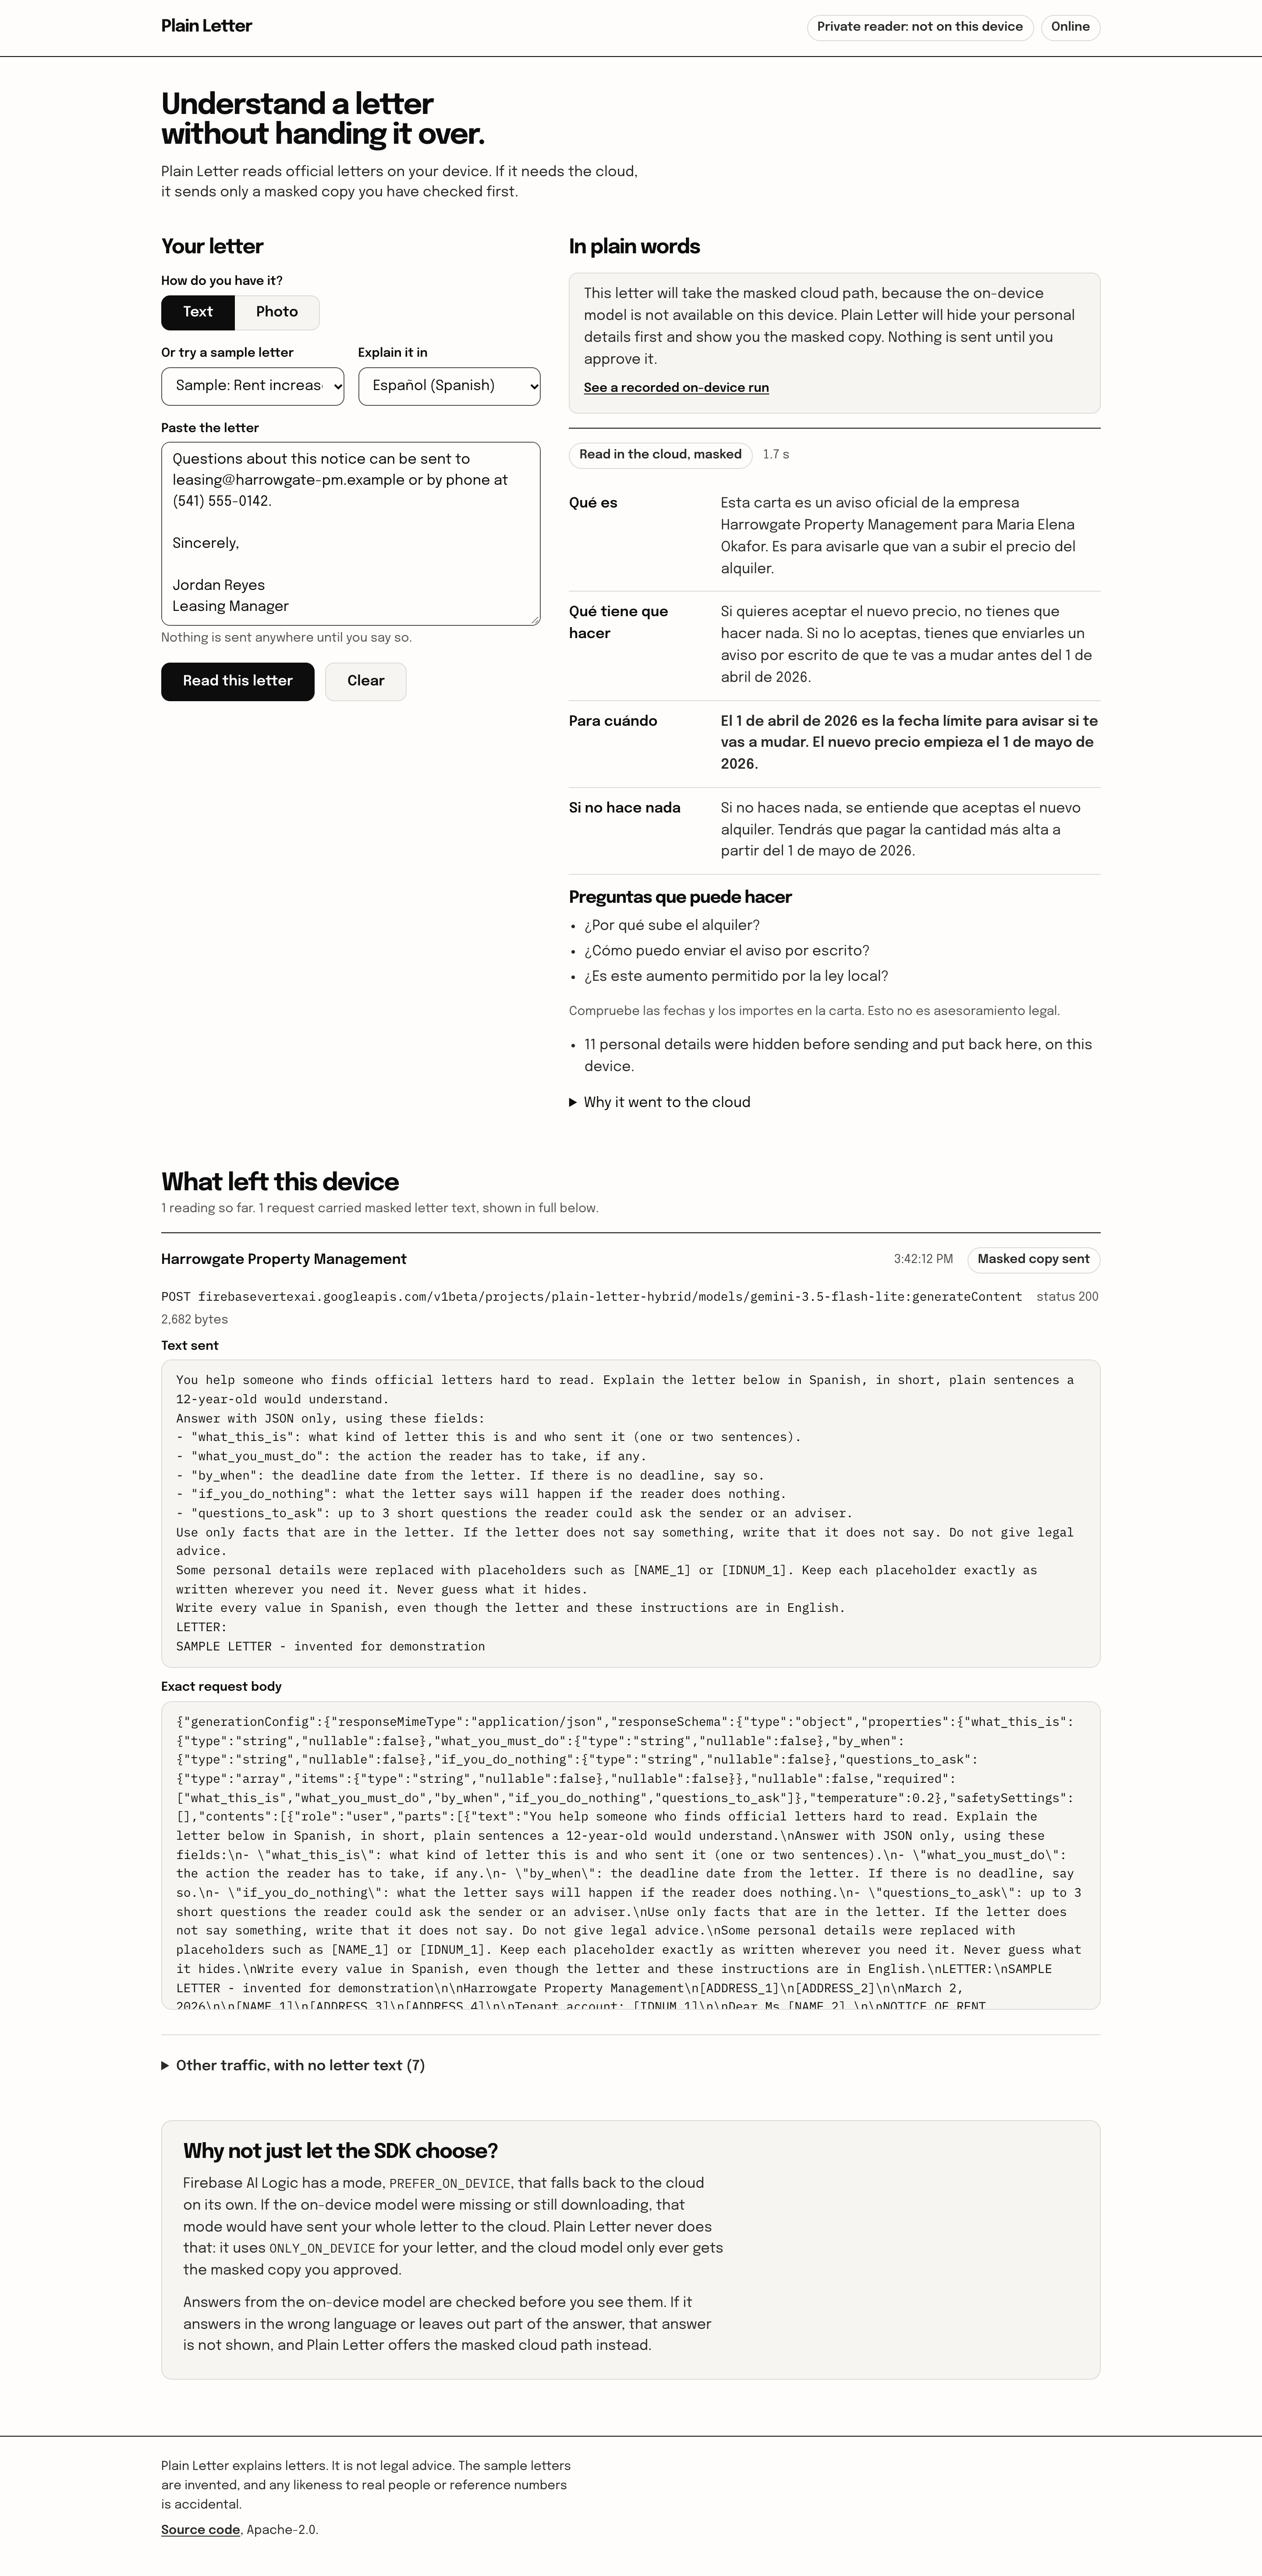 Plain Letter
Private reader: not on this device
Online
Understand a letter
without handing it over.
Plain Letter reads official letters on your device. If it needs the cloud,
it sends only a masked copy you have checked first.
Your letter
How do you have it?
Text
Photo
Or try a sample letter
Explain it in
Sample: Rent increas
Español (Spanish)
Paste the letter
Questions about this notice can be sent to
leasing@harrowgate-pm.example or by phone at
(541) 555-0142.
Sincerely,
Jordan Reyes
Leasing Manager
Nothing is sent anywhere until you say so.
Read this letter
Clear
In plain words
This letter will take the masked cloud path, because the on-device
model is not available on this device. Plain Letter will hide your personal
details first and show you the masked copy. Nothing is sent until you
approve it.
See a recorded on-device run
Read in the cloud, masked
1.7 s
Qué es
Esta carta es un aviso oficial de la empresa
Harrowgate Property Management para Maria Elena
Okafor. Es para avisarle que van a subir el precio del
alquiler.
Qué tiene que
hacer
Si quieres aceptar el nuevo precio, no tienes que
hacer nada. Si no lo aceptas, tienes que enviarles un
aviso por escrito de que te vas a mudar antes del 1 de
abril de 2026.
Para cuándo
El 1 de abril de 2026 es la fecha límite para avisar si te
vas a mudar. El nuevo precio empieza el 1 de mayo de
2026.
Si no hace nada
Si no haces nada, se entiende que aceptas el nuevo
alquiler. Tendrás que pagar la cantidad más alta a
partir del 1 de mayo de 2026.
Preguntas que puede hacer
• ¿Por qué sube el alquiler?
• ¿Cómo puedo enviar el aviso por escrito?
• ¿Es este aumento permitido por la ley local?
Compruebe las fechas y los importes en la carta. Esto no es asesoramiento legal.
• 11 personal details were hidden before sending and put back here, on this
device.
Why it went to the cloud
What left this device
1 reading so far. 1 request carried masked letter text, shown in full below.
Harrowgate Property Management
3:42:12 PM
Masked copy sent
POST firebasevertexai.googleapis.com/v1beta/projects/plain-letter-hybrid/models/gemini-3.5-flash-lite:generateContent status 200
2,682 bytes
Text sent
You help someone who finds official letters hard to read. Explain the letter below in Spanish, in short, plain sentences a
12-year-old would understand.
Answer with JSON only, using these fields:
- "what_this_is": what kind of letter this is and who sent it (one or two sentences).
- "what_you_must_do": the action the reader has to take, if any.
- "by_when": the deadline date from the letter. If there is no deadline, say so.
- "if_you_do_nothing": what the letter says will happen if the reader does nothing.
- "questions_to_ask": up to 3 short questions the reader could ask the sender or an adviser.
Use only facts that are in the letter. If the letter does not say something, write that it does not say. Do not give legal
advice.
Some personal details were replaced with placeholders such as [NAME_1] or [IDNUM_1]. Keep each placeholder exactly as
written wherever you need it. Never guess what it hides.
Write every value in Spanish, even though the letter and these instructions are in English.
LETTER:
SAMPLE LETTER - invented for demonstration
Exact request body
{"generationConfig":{"responseMimeType":"application/json","responseSchema":{"type":"object","properties":{"what_this_is":
{"type":"string","nullable":false},"what_you_must_do":{"type":"string","nullable":false},"by_when":
{"type":"string","nullable":false},"if_you_do_nothing":{"type":"string","nullable":false},"questions_to_ask":
{"type":"array","items":{"type":"string","nullable":false},"nullable":false}},"nullable":false,"required":
["what_this_is","what_you_must_do","by_when","if_you_do_nothing","questions_to_ask"]},"temperature":0.2},"safetySettings":
[],"contents":[{"role":"user","parts":[{"text":"You help someone who finds official letters hard to read. Explain the
letter below in Spanish, in short, plain sentences a 12-year-old would understand.\nAnswer with JSON only, using these
fields:\n- \"what_this_is\": what kind of letter this is and who sent it (one or two sentences).\n- \"what_you_must_do\":
the action the reader has to take, if any.\n- \"by_when\": the deadline date from the letter. If there is no deadline, say
so.\n- \"if_you_do_nothing\": what the letter says will happen if the reader does nothing.\n- \"questions_to_ask\": up to 3
short questions the reader could ask the sender or an adviser.\nUse only facts that are in the letter. If the letter does
not say something, write that it does not say. Do not give legal advice.\nSome personal details were replaced with
placeholders such as [NAME_1] or [IDNUM_1]. Keep each placeholder exactly as written wherever you need it. Never guess what
it hides.\nWrite every value in Spanish, even though the letter and these instructions are in English.\nLETTER:\nSAMPLE
LETTER - invented for demonstration\n\nHarrowgate Property Management\n[ADDRESS_1]\n[ADDRESS_2]\n\nMarch 2,
2026\n\n[NAME_1]\n[ADDRESS_3]\n[ADDRESS_4]\n\nTenant account: [IDNUM_1]\n\nDear Ms [NAME_2],\n\nNOTICE OF RENT
Other traffic, with no letter text (7)
Why not just let the SDK choose?
Firebase AI Logic has a mode, PREFER_ON_DEVICE, that falls back to the cloud
on its own. If the on-device model were missing or still downloading, that
mode would have sent your whole letter to the cloud. Plain Letter never does
that: it uses ONLY_ON_DEVICE for your letter, and the cloud model only ever gets
the masked copy you approved.
Answers from the on-device model are checked before you see them. If it
answers in the wrong language or leaves out part of the answer, that answer
is not shown, and Plain Letter offers the masked cloud path instead.
Plain Letter explains letters. It is not legal advice. The sample letters
are invented, and any likeness to real people or reference numbers
is accidental.
Source code, Apache-2.0.